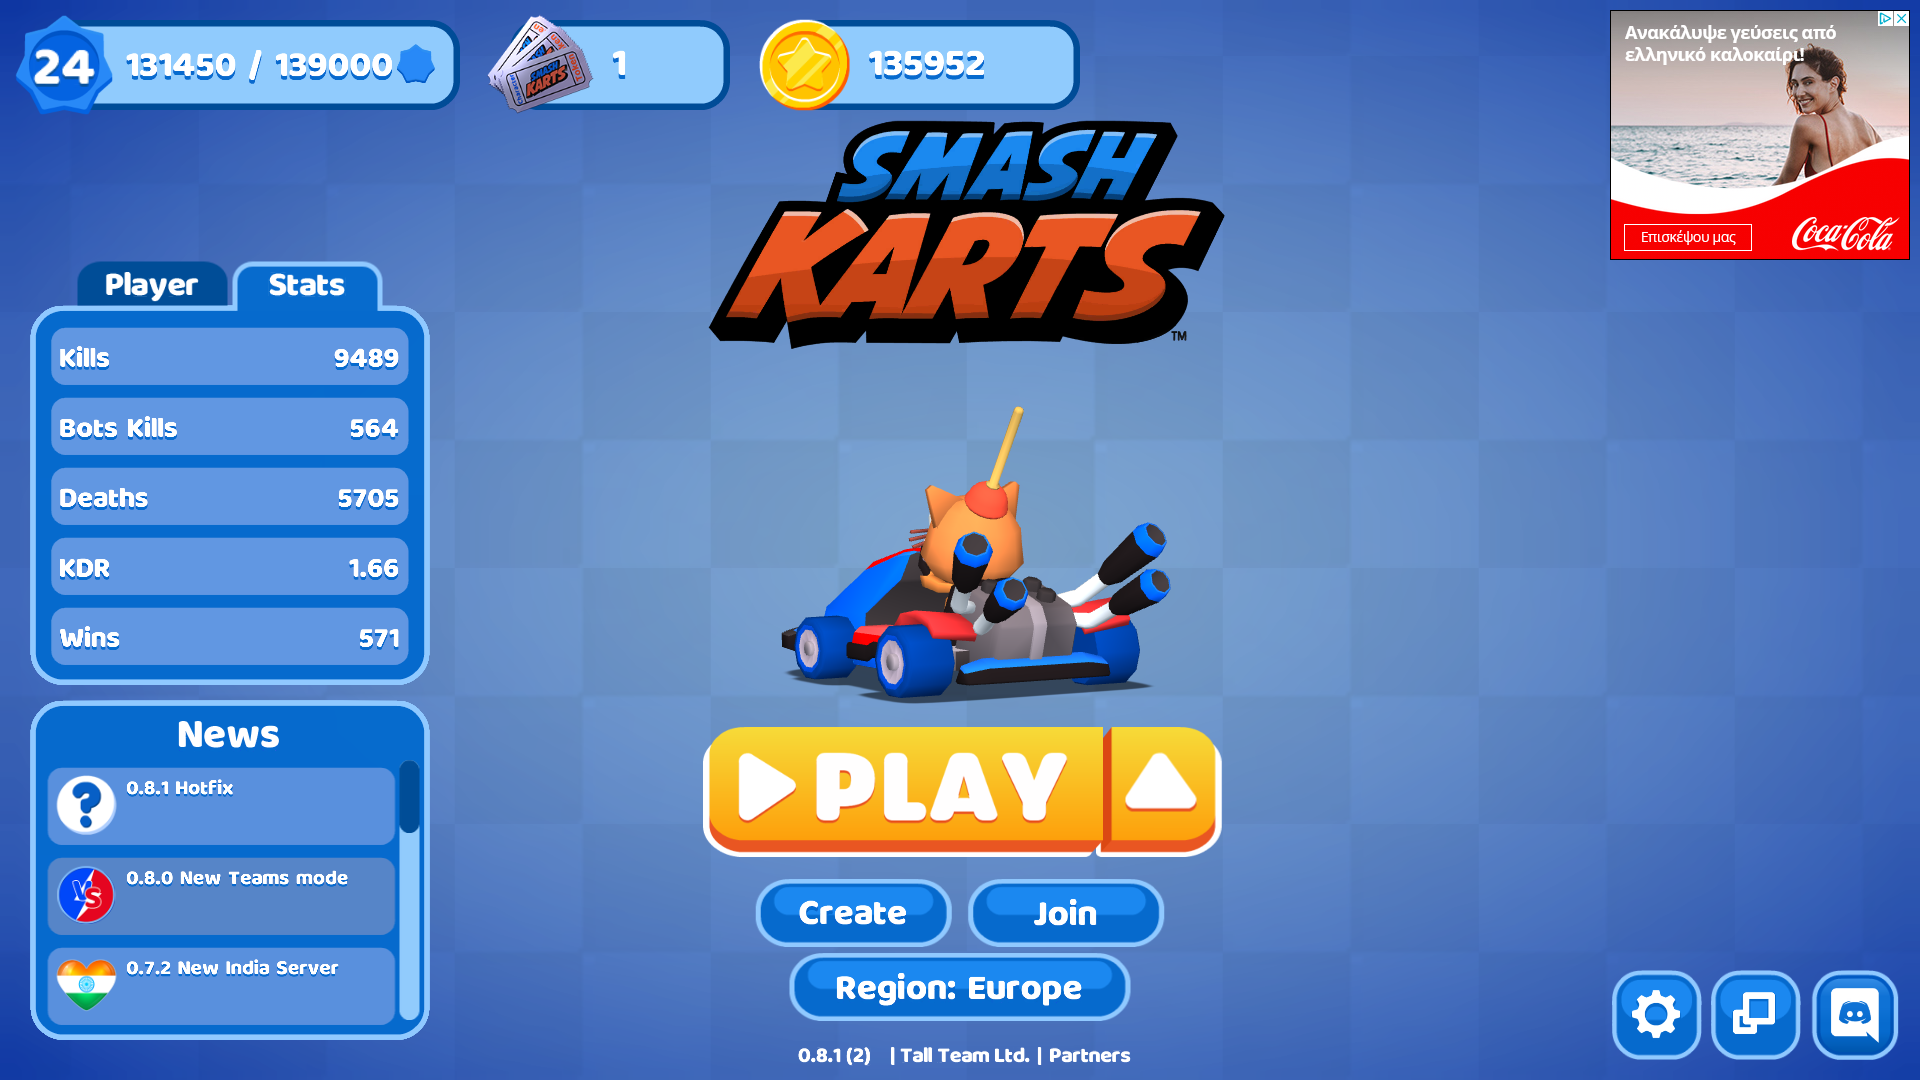 24
131450 / 139000
1
135952
Ανακάλυψε γεύσεις από
ελληνικό καλοκαίρι!
Επισκέψου μας
Coca-Cola
SMASH
KARTS
TM
Player
Stats
Kills 9489
Bots Kills 564
Deaths 5705
KDR 1.66
Wins 571
News
0.8.1 Hotfix
0.8.0 New Teams mode
VS
0.7.2 New India Server
PLAY
Create
Join
Region: Europe
0.8.1 (2) | Tall Team Ltd. | Partners